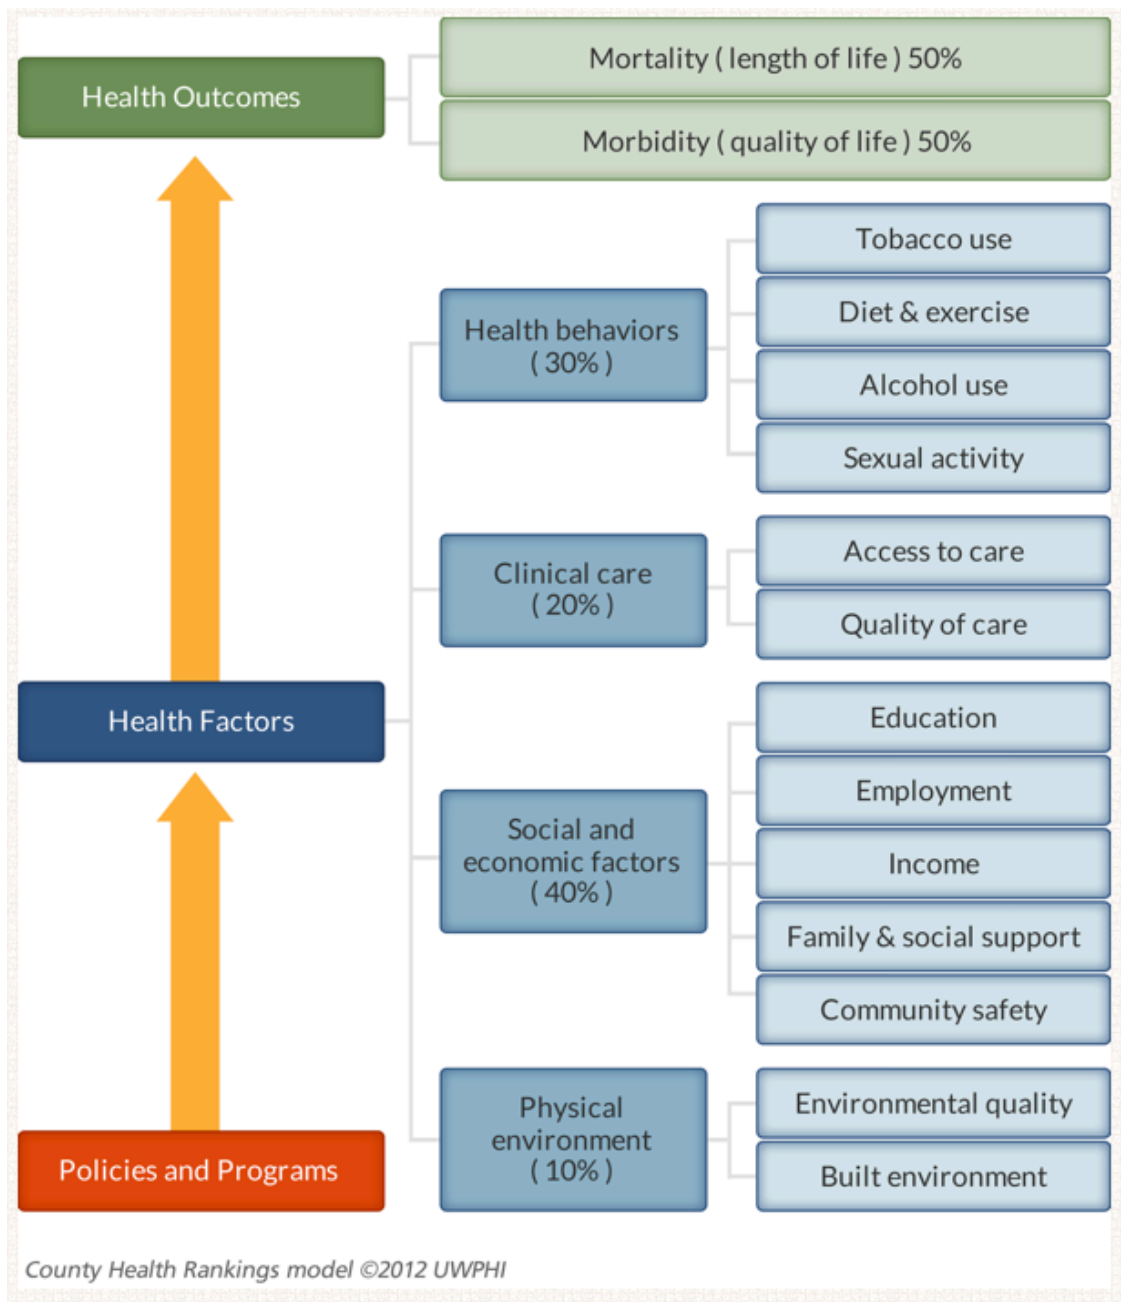 Health Outcomes
Mortality ( length of life ) 50%
Morbidity ( quality of life ) 50%
Health Factors
Health behaviors
( 30% )
Tobacco use
Diet & exercise
Alcohol use
Sexual activity
Clinical care
( 20% )
Access to care
Quality of care
Social and
economic factors
( 40% )
Education
Employment
Income
Family & social support
Community safety
Physical
environment
( 10% )
Environmental quality
Built environment
Policies and Programs
County Health Rankings model ©2012 UWPHI